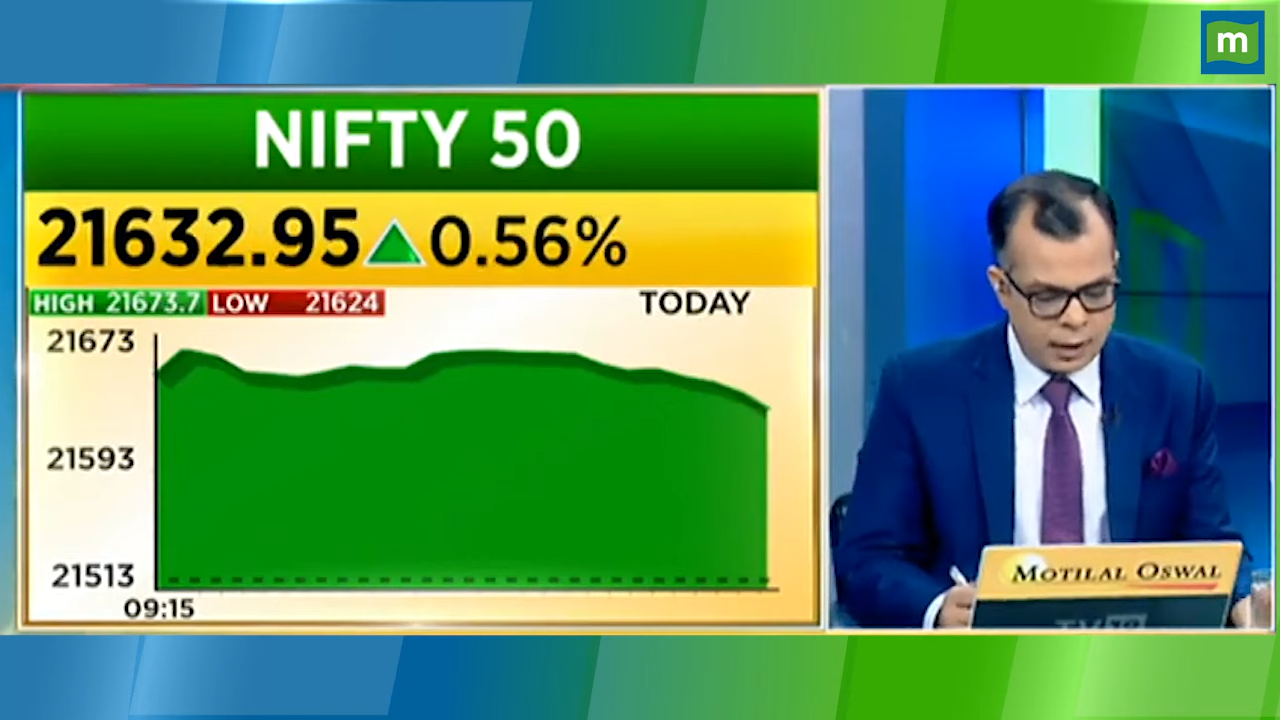 m
NIFTY 50
21632.95 ▲ 0.56%
HIGH 21673.7 LOW 21624
TODAY
21673
21593
21513
09:15
MOTILAL OSWAL